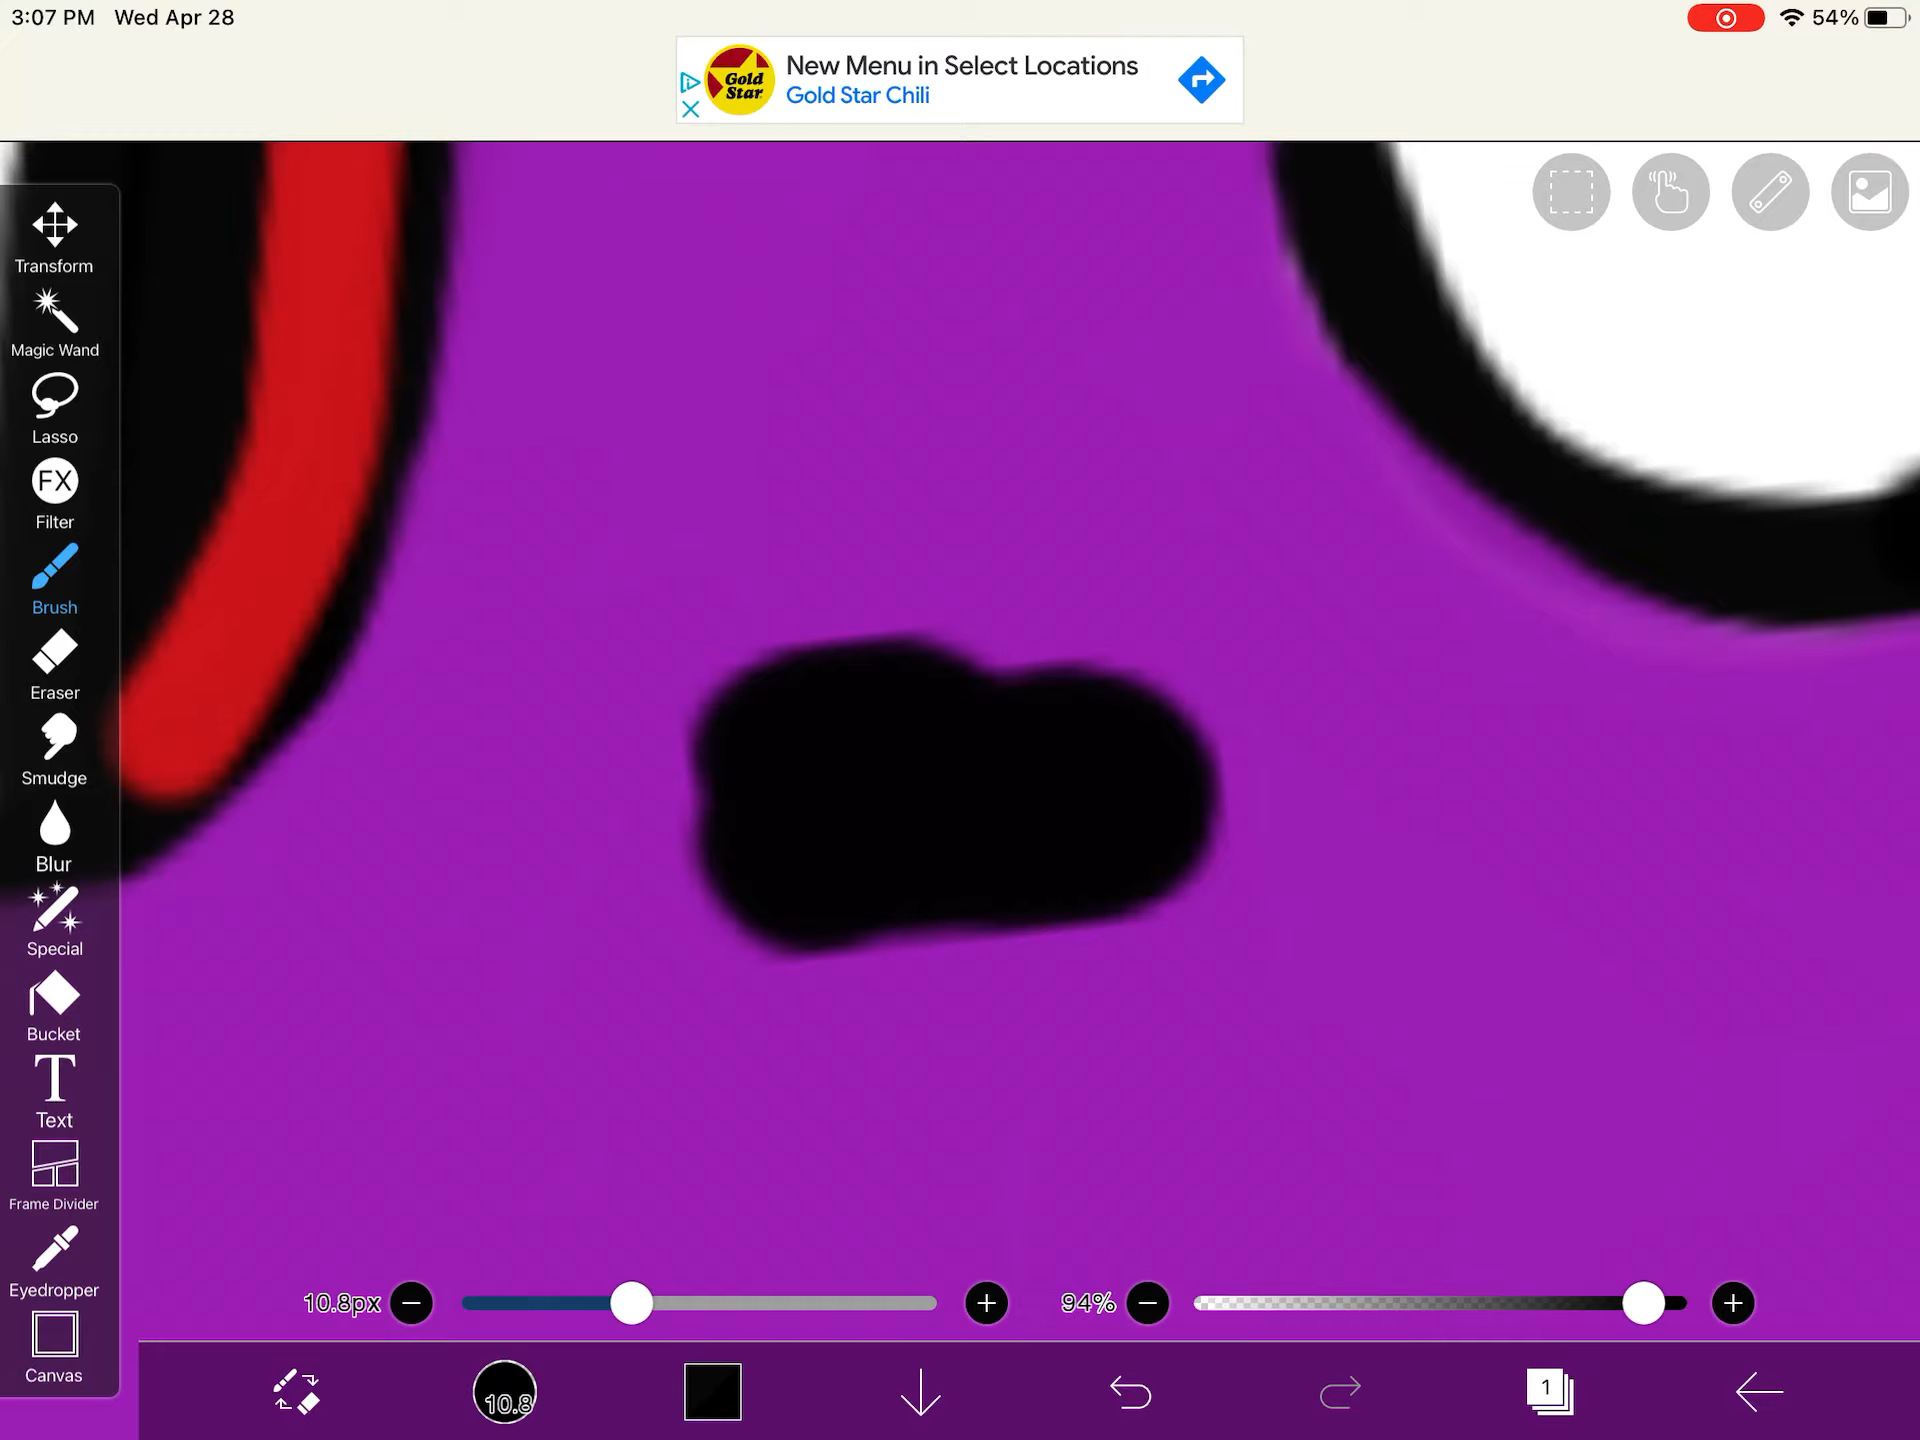 3:07 PM Wed Apr 28
54%
Gold
Star
New Menu in Select Locations
Gold Star Chili
Transform
Magic Wand
Lasso
FX
Filter
Brush
Eraser
Smudge
Blur
Special
Bucket
T
Text
Frame Divider
Eyedropper
Canvas
10.8px
94%
10.8
1